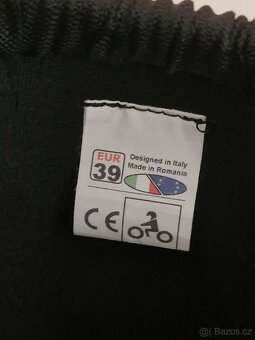 EUR
39
Designed in Italy
Made in Romania
CE
Bazos.cz